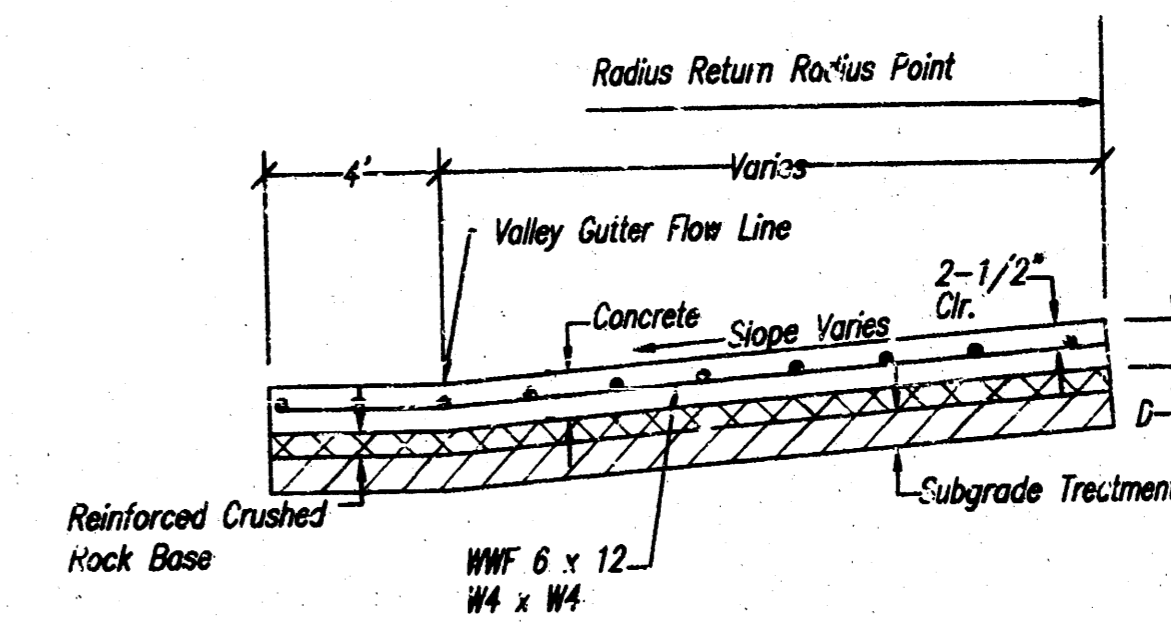 Radius Return Radius Point
4'
Varies
Valley Gutter Flow Line
2-1/2"
Clr.
Concrete
Slope Varies
D
Subgrade Treatment
Reinforced Crushed
Rock Base
WWF 6 x 12
W4 x W4